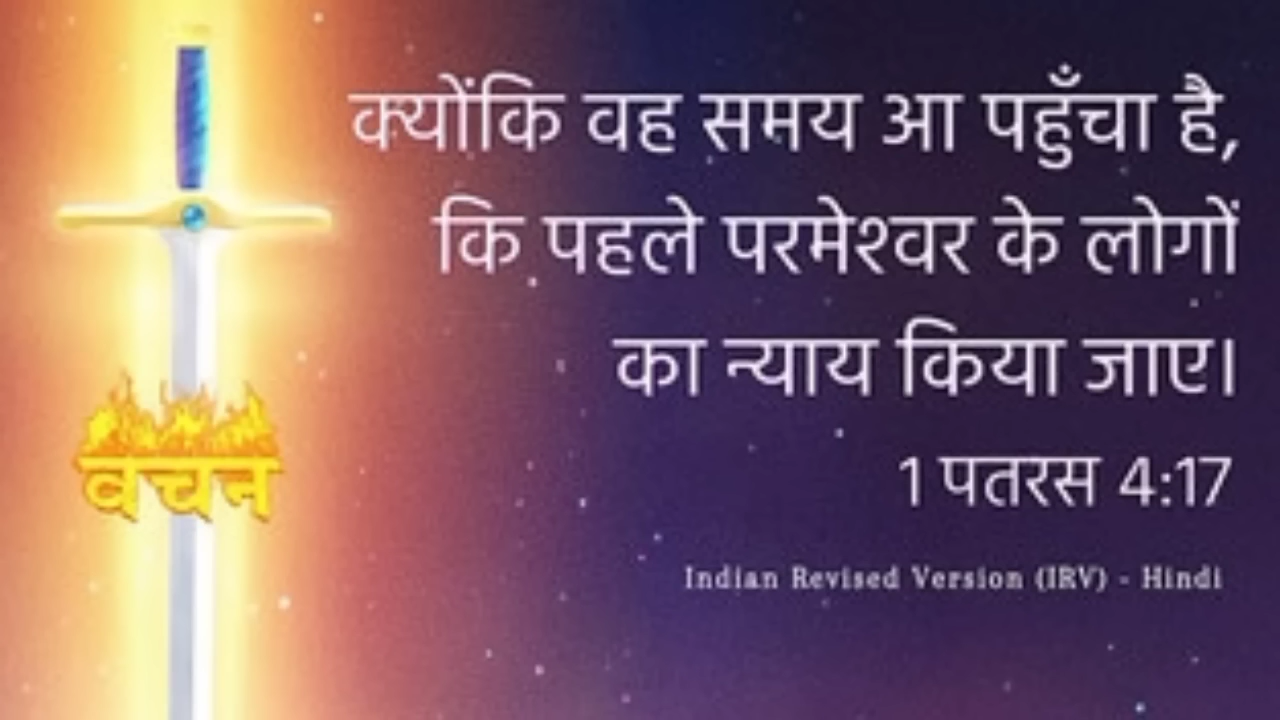 क्योंकि वह समय आ पहुँचा है,
कि पहले परमेश्वर के लोगों
का न्याय किया जाए।
1 पतरस 4:17
Indian Revised Version (IRV) - Hindi
वचन